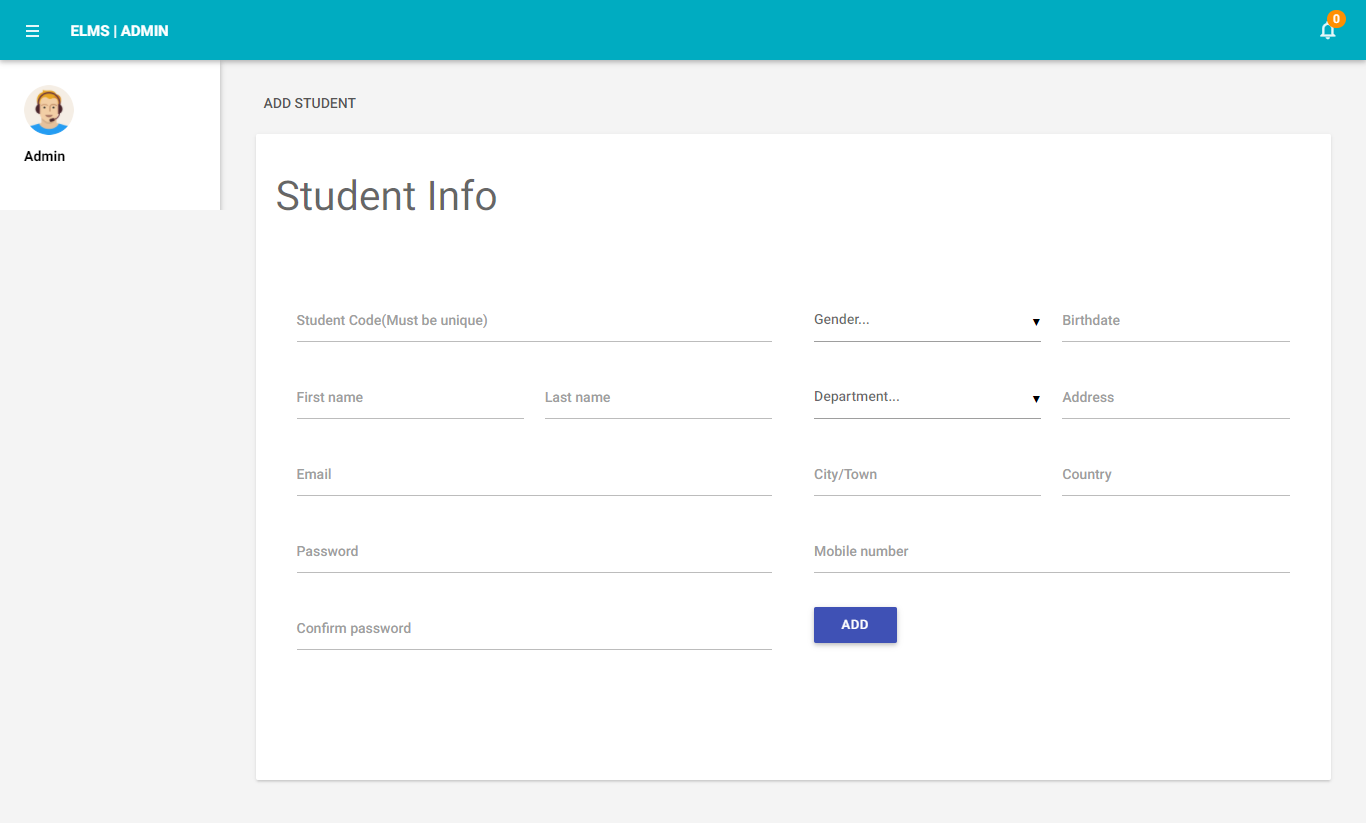 ELMS | ADMIN
0
Admin
ADD STUDENT
Student Info
Student Code(Must be unique)
Gender...
Birthdate
First name
Last name
Department...
Address
Email
City/Town
Country
Password
Mobile number
Confirm password
ADD